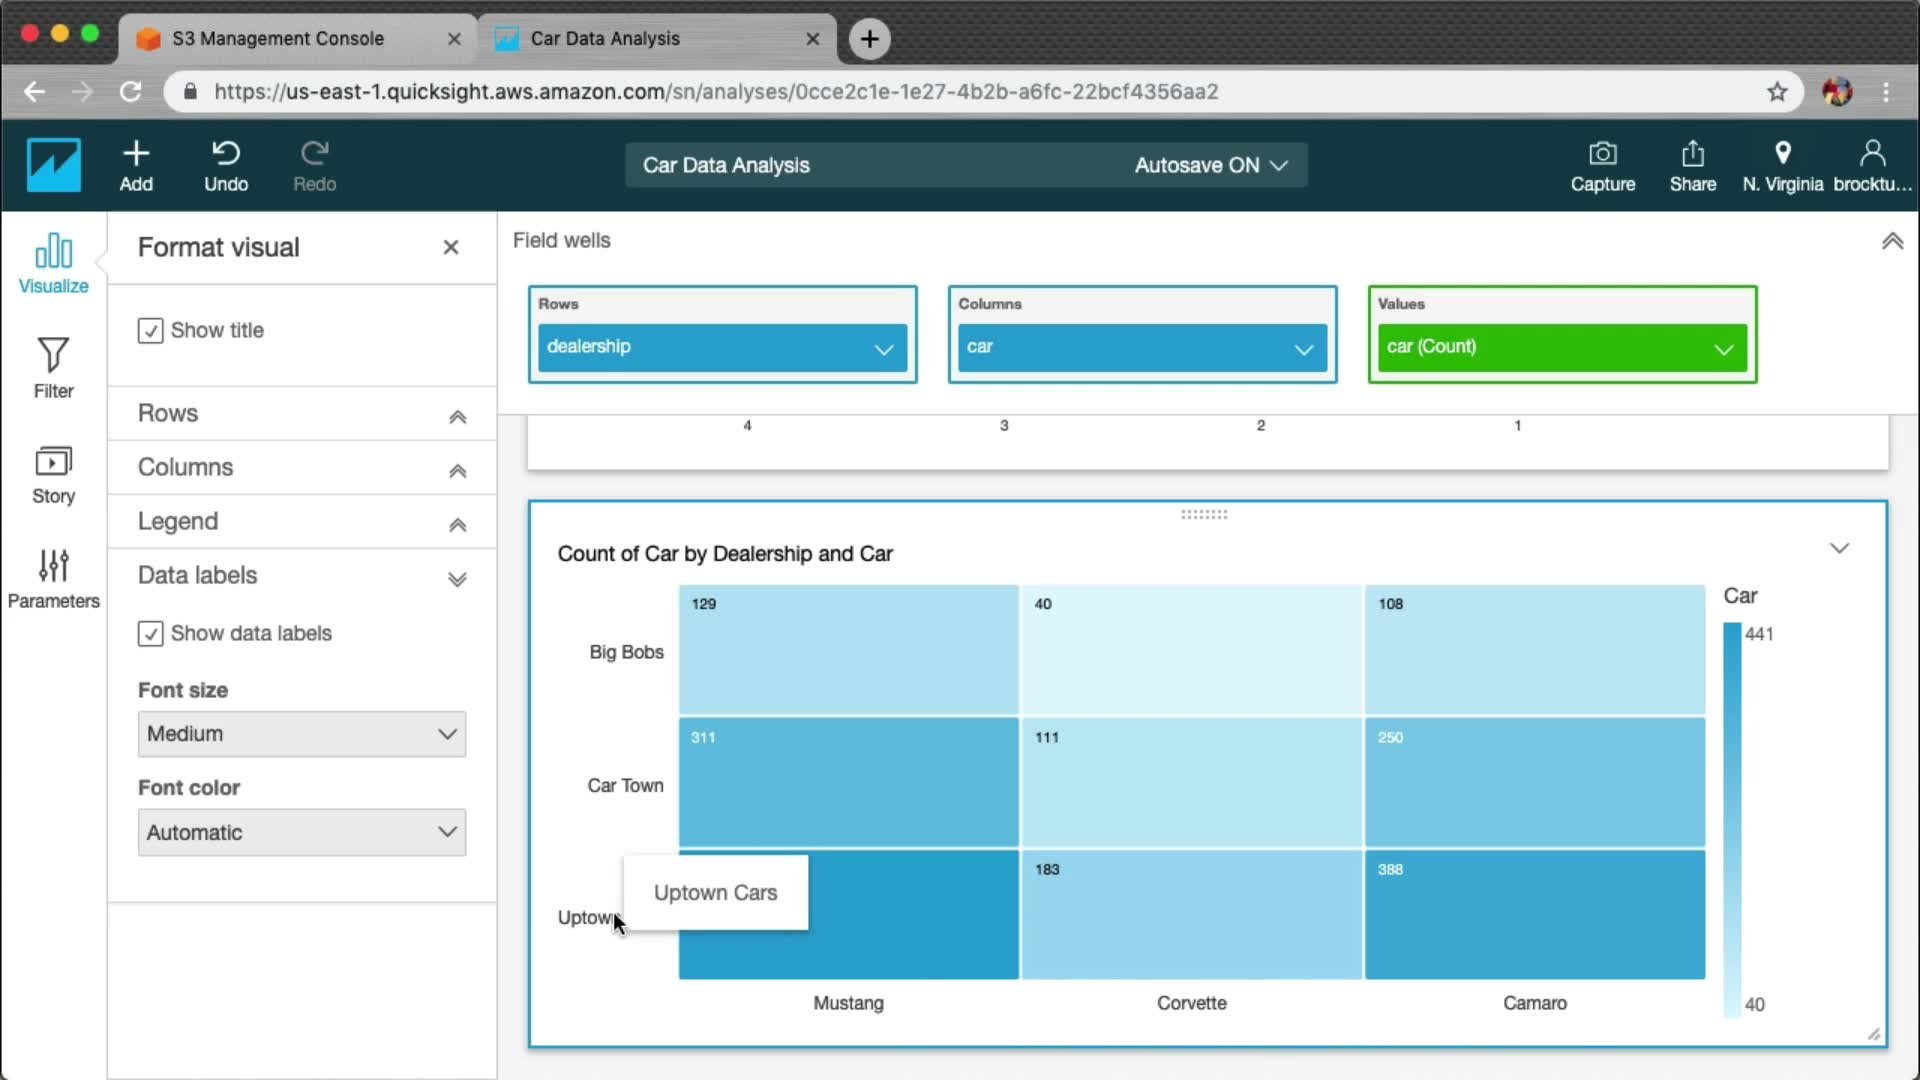 S3 Management Console
Car Data Analysis
https://us-east-1.quicksight.aws.amazon.com/sn/analyses/0cce2c1e-1e27-4b2b-a6fc-22bcf4356aa2
Add
Undo
Redo
Car Data Analysis
Autosave ON
Capture
Share
N. Virginia
brocktu...
Visualize
Filter
Story
Parameters
Format visual
Show title
Rows
Columns
Legend
Data labels
Show data labels
Font size
Medium
Font color
Automatic
Field wells
Rows
dealership
Columns
car
Values
car (Count)
4 3 2 1
Count of Car by Dealership and Car
Big Bobs
129 40 108
Car Town
311 111 250
Uptown
Uptown Cars
183 388
Mustang Corvette Camaro
Car
441
40